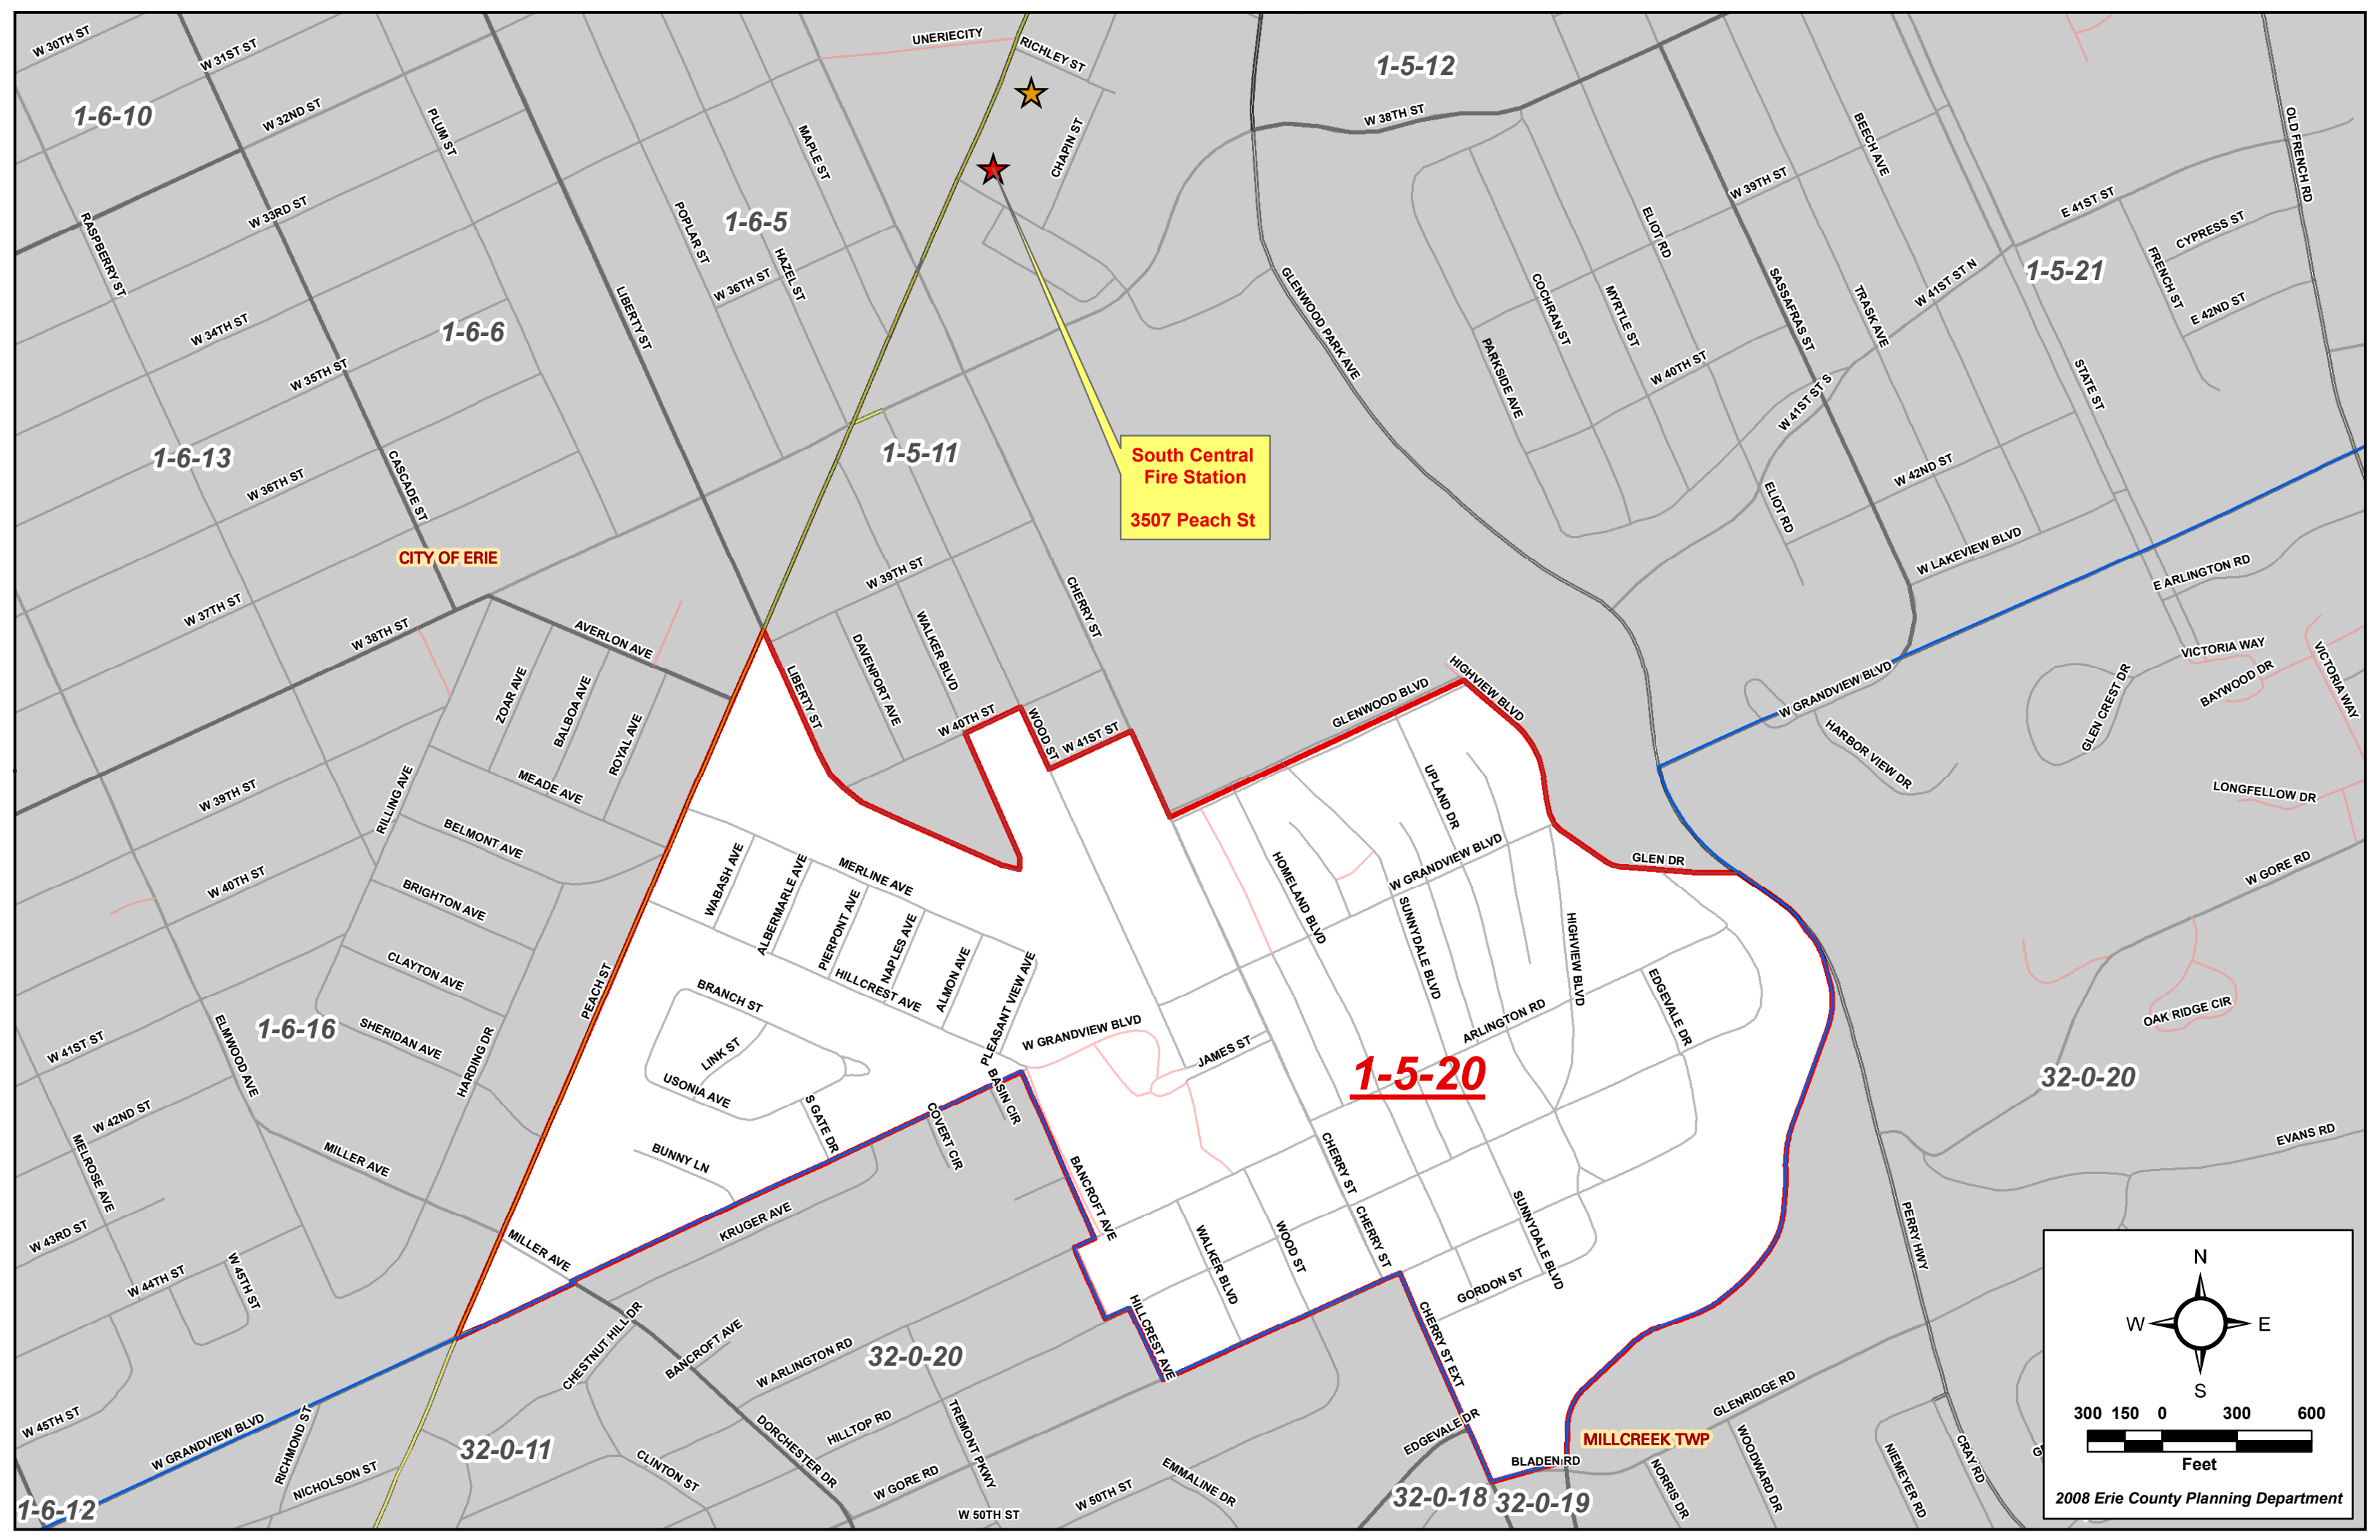 W 30TH ST
W 31ST ST
UNERIECITY
RICHLEY ST
1-5-12
1-6-10
W 32ND ST
PLUM ST
MAPLE ST
CHAPIN ST
W 38TH ST
BEECH AVE
OLD FRENCH RD
RASPBERRY ST
W 33RD ST
POPLAR ST
1-6-5
HAZEL ST
W 36TH ST
W 39TH ST
ELIOT RD
E 41ST ST
CYPRESS ST
FRENCH ST
1-5-21
E 42ND ST
W 34TH ST
1-6-6
LIBERTY ST
GLENWOOD PARK AVE
COCHRAN ST
MYRTLE ST
SASSAFRAS ST
TRASK AVE
W 41ST ST N
W 35TH ST
PARKSIDE AVE
W 40TH ST
W 41ST ST S
STATE ST
1-6-13
W 36TH ST
CASCADE ST
1-5-11
South Central
Fire Station
3507 Peach St
ELIOT RD
W 42ND ST
CITY OF ERIE
W 39TH ST
CHERRY ST
W LAKEVIEW BLVD
E ARLINGTON RD
W 37TH ST
W 38TH ST
AVERLON AVE
WALKER BLVD
DAVENPORT AVE
ZOAR AVE
BALBOA AVE
ROYAL AVE
LIBERTY ST
W 40TH ST
WOOD ST
W 41ST ST
GLENWOOD BLVD
HIGHVIEW BLVD
W GRANDVIEW BLVD
HARBOR VIEW DR
GLEN CREST DR
VICTORIA WAY
BAYWOOD DR
VICTORIA WAY
LONGFELLOW DR
W 39TH ST
RILLING AVE
MEADE AVE
BELMONT AVE
UPLAND DR
W GRANDVIEW BLVD
GLEN DR
W GORE RD
W 40TH ST
BRIGHTON AVE
WABASH AVE
ALBERMARLE AVE
MERLINE AVE
PIERPONT AVE
NAPLES AVE
ALMON AVE
HILLCREST AVE
PLEASANT VIEW AVE
HOMELAND BLVD
SUNNYDALE BLVD
HIGHVIEW BLVD
CLAYTON AVE
PEACH ST
BRANCH ST
LINK ST
USONIA AVE
EDGEVALE DR
ARLINGTON RD
OAK RIDGE CIR
1-6-16
SHERIDAN AVE
HARDING DR
ELMWOOD AVE
W 41ST ST
W GRANDVIEW BLVD
JAMES ST
1-5-20
32-0-20
W 42ND ST
MELROSE AVE
MILLER AVE
BUNNY LN
S GATE DR
COVERT CIR
BASIN CIR
BANCROFT AVE
CHERRY ST
EVANS RD
W 43RD ST
W 44TH ST
W 45TH ST
MILLER AVE
KRUGER AVE
WALKER BLVD
WOOD ST
CHERRY ST
SUNNYDALE BLVD
GORDON ST
PERRY HWY
CHESTNUT HILL DR
BANCROFT AVE
W ARLINGTON RD
32-0-20
HILLCREST AVE
CHERRY ST EXT
W 45TH ST
W GRANDVIEW BLVD
RICHMOND ST
NICHOLSON ST
32-0-11
DORCHESTER DR
HILLTOP RD
TREMONT PKWY
CLINTON ST
W GORE RD
W 50TH ST
W 50TH ST
EMMALINE DR
EDGEVALE DR
BLADEN RD
MILLCREEK TWP
GLENRIDGE RD
WOODWARD DR
NORRIS DR
NIEMEYER RD
CRAY RD
1-6-12
32-0-18
32-0-19
N
W
E
S
300 150 0 300 600
Feet
2008 Erie County Planning Department